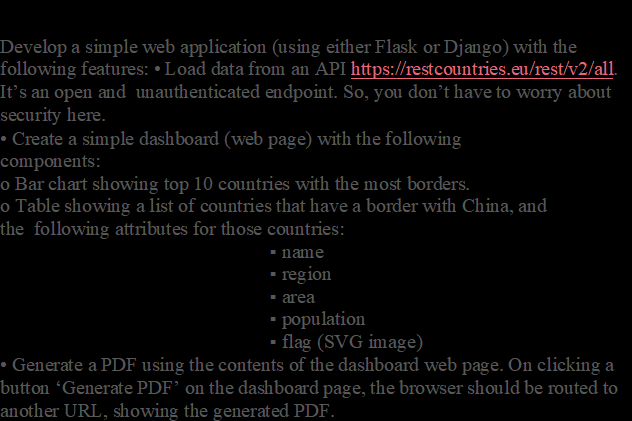 Develop a simple web application (using either Flask or Django) with the
following features: • Load data from an API https://restcountries.eu/rest/v2/all.
It’s an open and  unauthenticated endpoint. So, you don’t have to worry about
security here.
• Create a simple dashboard (web page) with the following
components:
o Bar chart showing top 10 countries with the most borders.
o Table showing a list of countries that have a border with China, and
the  following attributes for those countries:
▪ name
▪ region
▪ area
▪ population
▪ flag (SVG image)
• Generate a PDF using the contents of the dashboard web page. On clicking a
button ‘Generate PDF’ on the dashboard page, the browser should be routed to
another URL, showing the generated PDF.